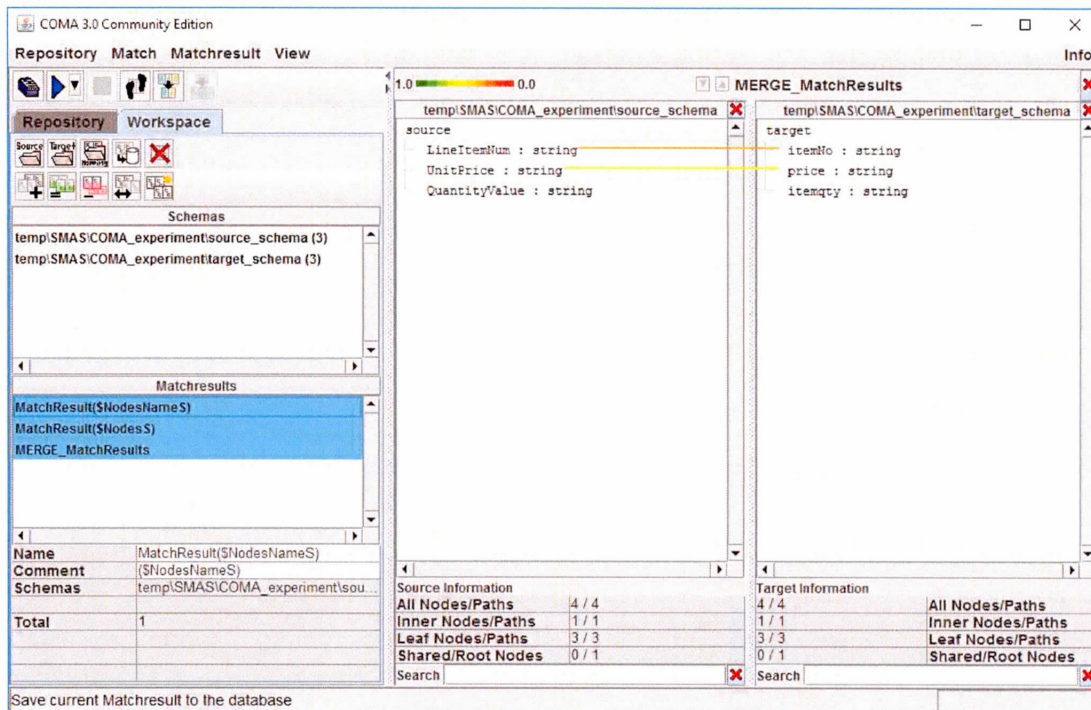 COMA 3.0 Community Edition
Repository Match Matchresult View Info
1.0 0.0 MERGE_MatchResults
Repository Workspace
Source Target
Schemas
temp\SMAS\COMA_experiment\source_schema (3)
temp\SMAS\COMA_experiment\target_schema (3)
Matchresults
MatchResult($NodesNameS)
MatchResult($NodesS)
MERGE_MatchResults
Name MatchResult($NodesNameS)
Comment ($NodesNameS)
Schemas temp\SMAS\COMA_experiment\sou...
Total 1
temp\SMAS\COMA_experiment\source_schema
source
LineItemNum : string
UnitPrice : string
QuantityValue : string
Source Information
All Nodes/Paths 4 / 4
Inner Nodes/Paths 1 / 1
Leaf Nodes/Paths 3 / 3
Shared/Root Nodes 0 / 1
Search
temp\SMAS\COMA_experiment\target_schema
target
itemNo : string
price : string
itemqty : string
Target Information
4 / 4 All Nodes/Paths
1 / 1 Inner Nodes/Paths
3 / 3 Leaf Nodes/Paths
0 / 1 Shared/Root Nodes
Search
Save current Matchresult to the database